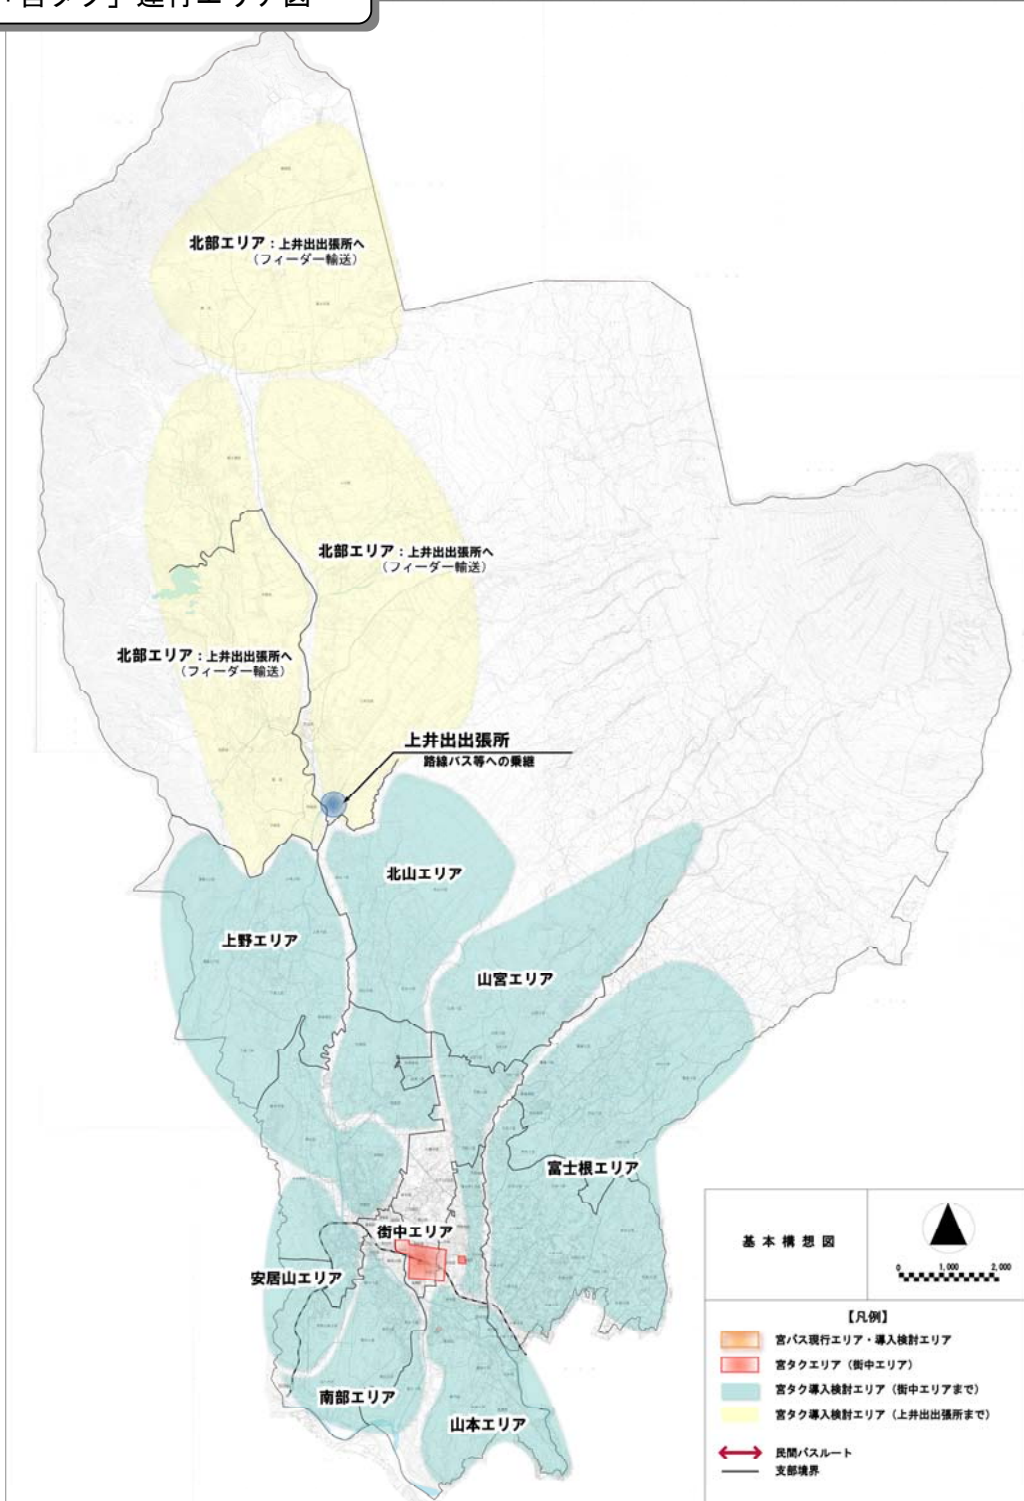 「宮タク」運行エリア図
北部エリア：上井出出張所へ
（フィーダー輸送）
北部エリア：上井出出張所へ
（フィーダー輸送）
北部エリア：上井出出張所へ
（フィーダー輸送）
上井出出張所
路線バス等への乗継
北山エリア
上野エリア
山宮エリア
富士根エリア
街中エリア
安居山エリア
南部エリア
山本エリア
基本構想図
0 1,000 2,000
【凡例】
宮バス現行エリア・導入検討エリア
宮タクエリア（街中エリア）
宮タク導入検討エリア（街中エリアまで）
宮タク導入検討エリア（上井出出張所まで）
民間バスルート
支部境界